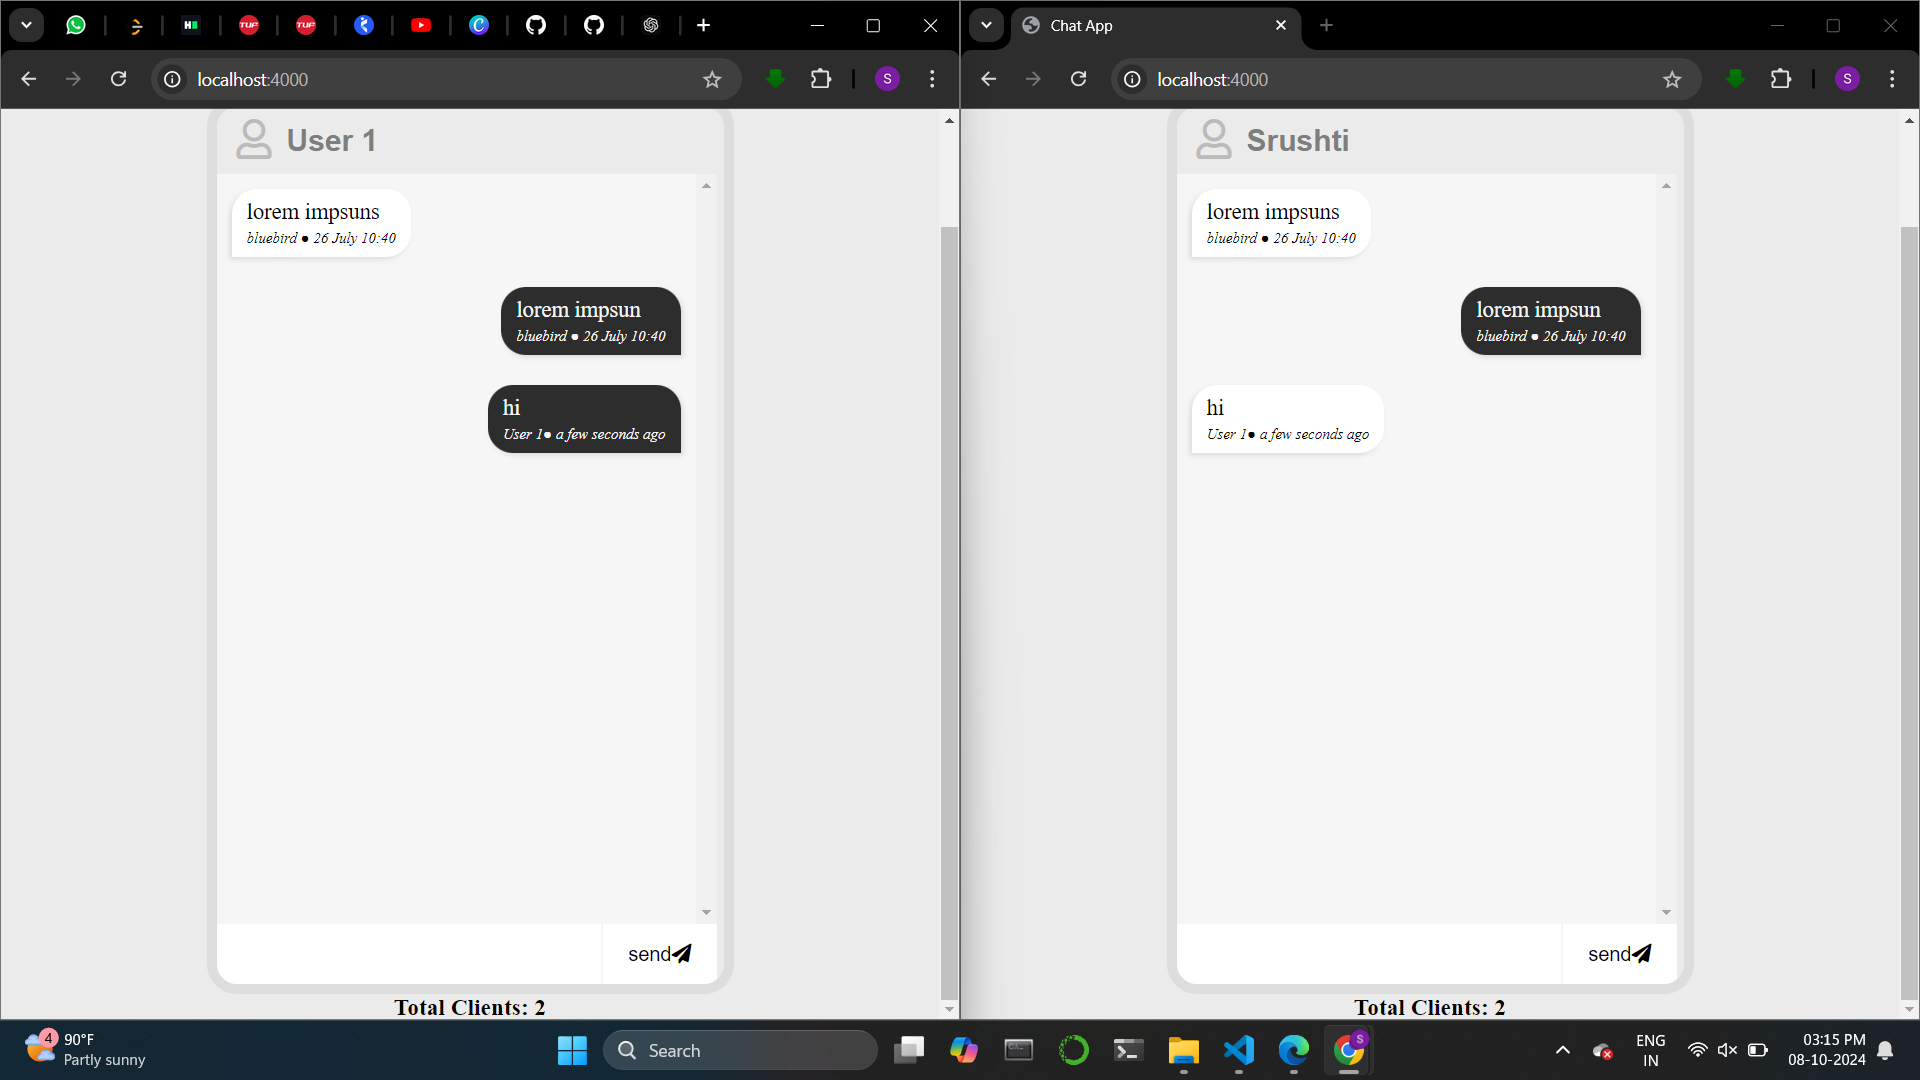 localhost:4000
User 1
lorem impsuns
bluebird ● 26 July 10:40
lorem impsun
bluebird ● 26 July 10:40
hi
User 1● a few seconds ago
send
Total Clients: 2
Chat App
localhost:4000
S
Srushti
lorem impsuns
bluebird ● 26 July 10:40
lorem impsun
bluebird ● 26 July 10:40
hi
User 1● a few seconds ago
send
Total Clients: 2
4
90°F
Partly sunny
Search
ENG
IN
03:15 PM
08-10-2024